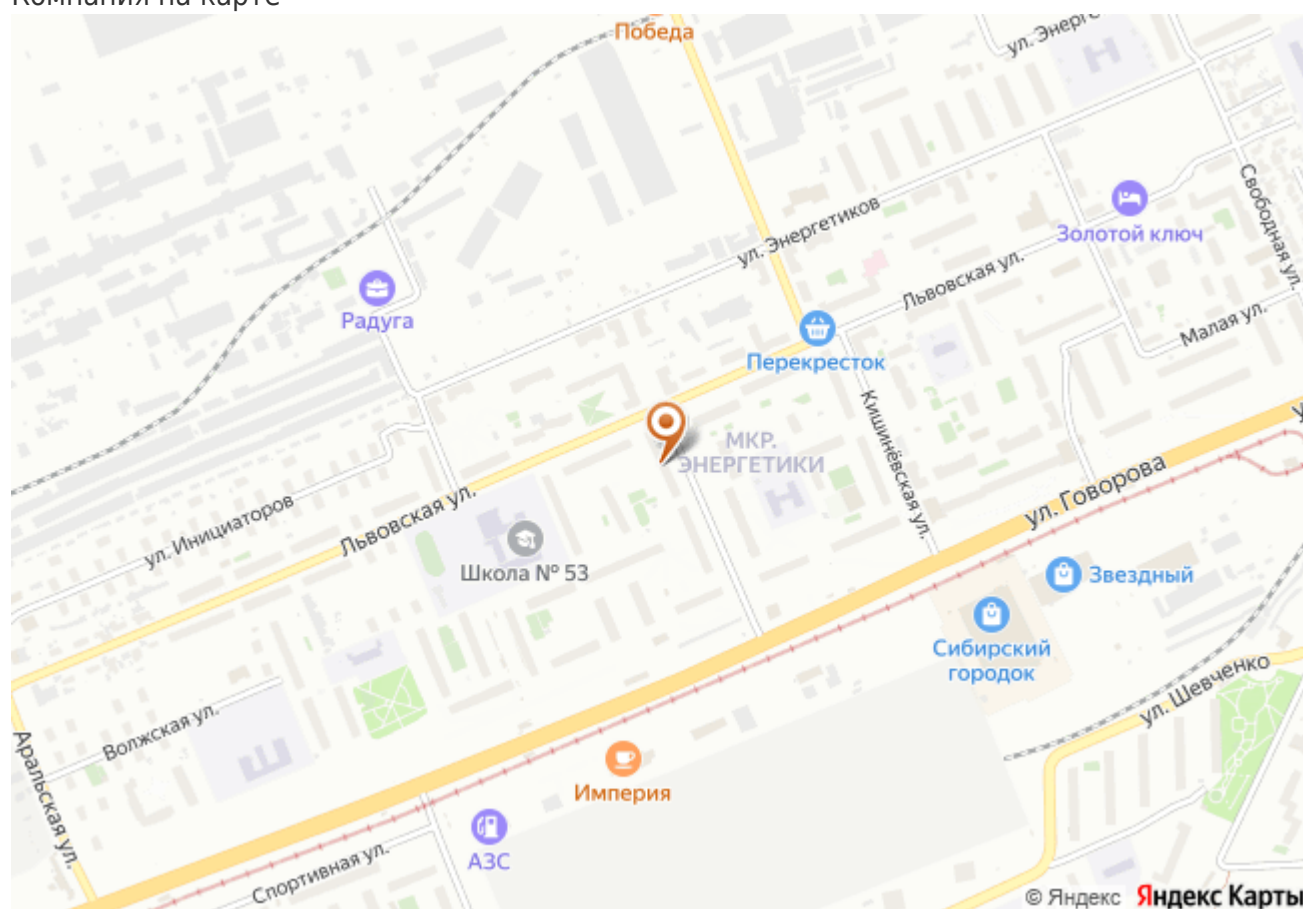 Компания на карте
Победа
ул. Энерге
ул. Энергетиков
Свободная ул.
Золотой ключ
Львовская ул.
Радуга
Малая ул.
Перекресток
Кишинёвская ул.
МКР.
ЭНЕРГЕТИКИ
ул. Говорова
ул. Инициаторов
Львовская ул.
Школа № 53
Звездный
Сибирский
городок
ул. Шевченко
Волжская ул.
Аральская ул.
Империя
АЗС
Спортивная ул.
© Яндекс Яндекс Карты